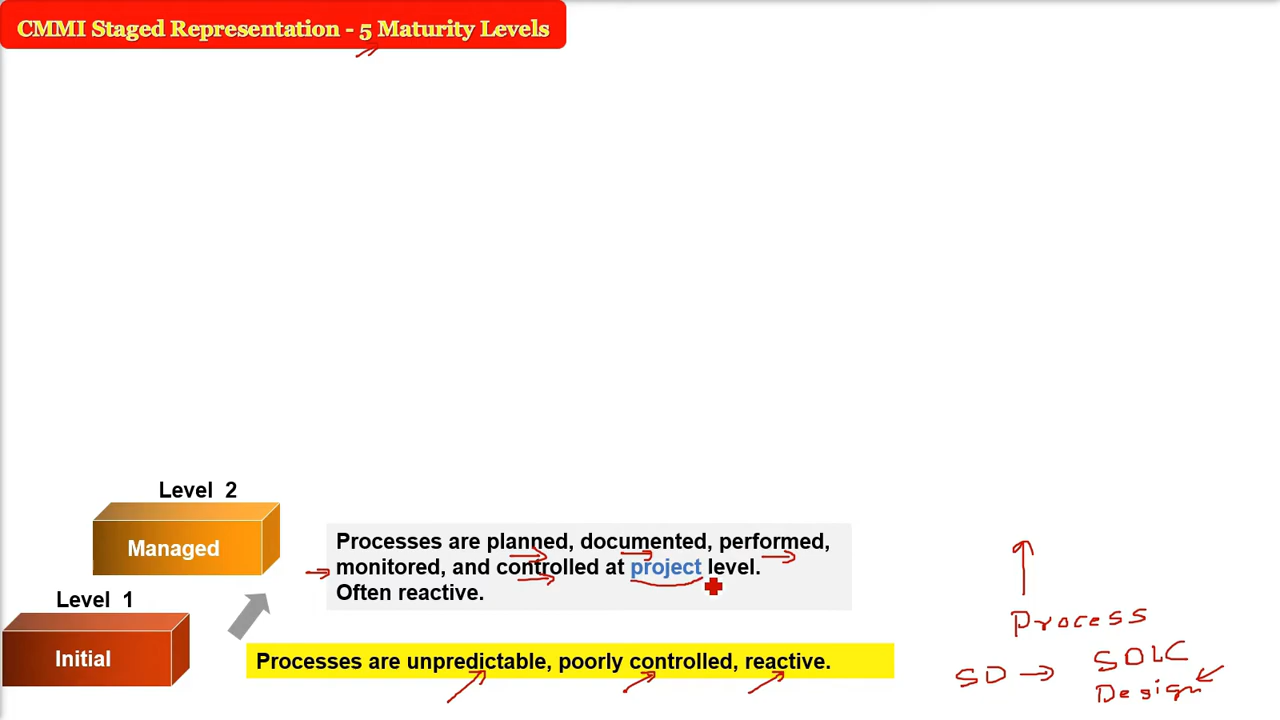 CMMI Staged Representation - 5 Maturity Levels
Level 2
Managed
Processes are planned, documented, performed,
monitored, and controlled at project level.
Often reactive.
Level 1
Initial
Processes are unpredictable, poorly controlled, reactive.
Process
SD → SDLC
Design